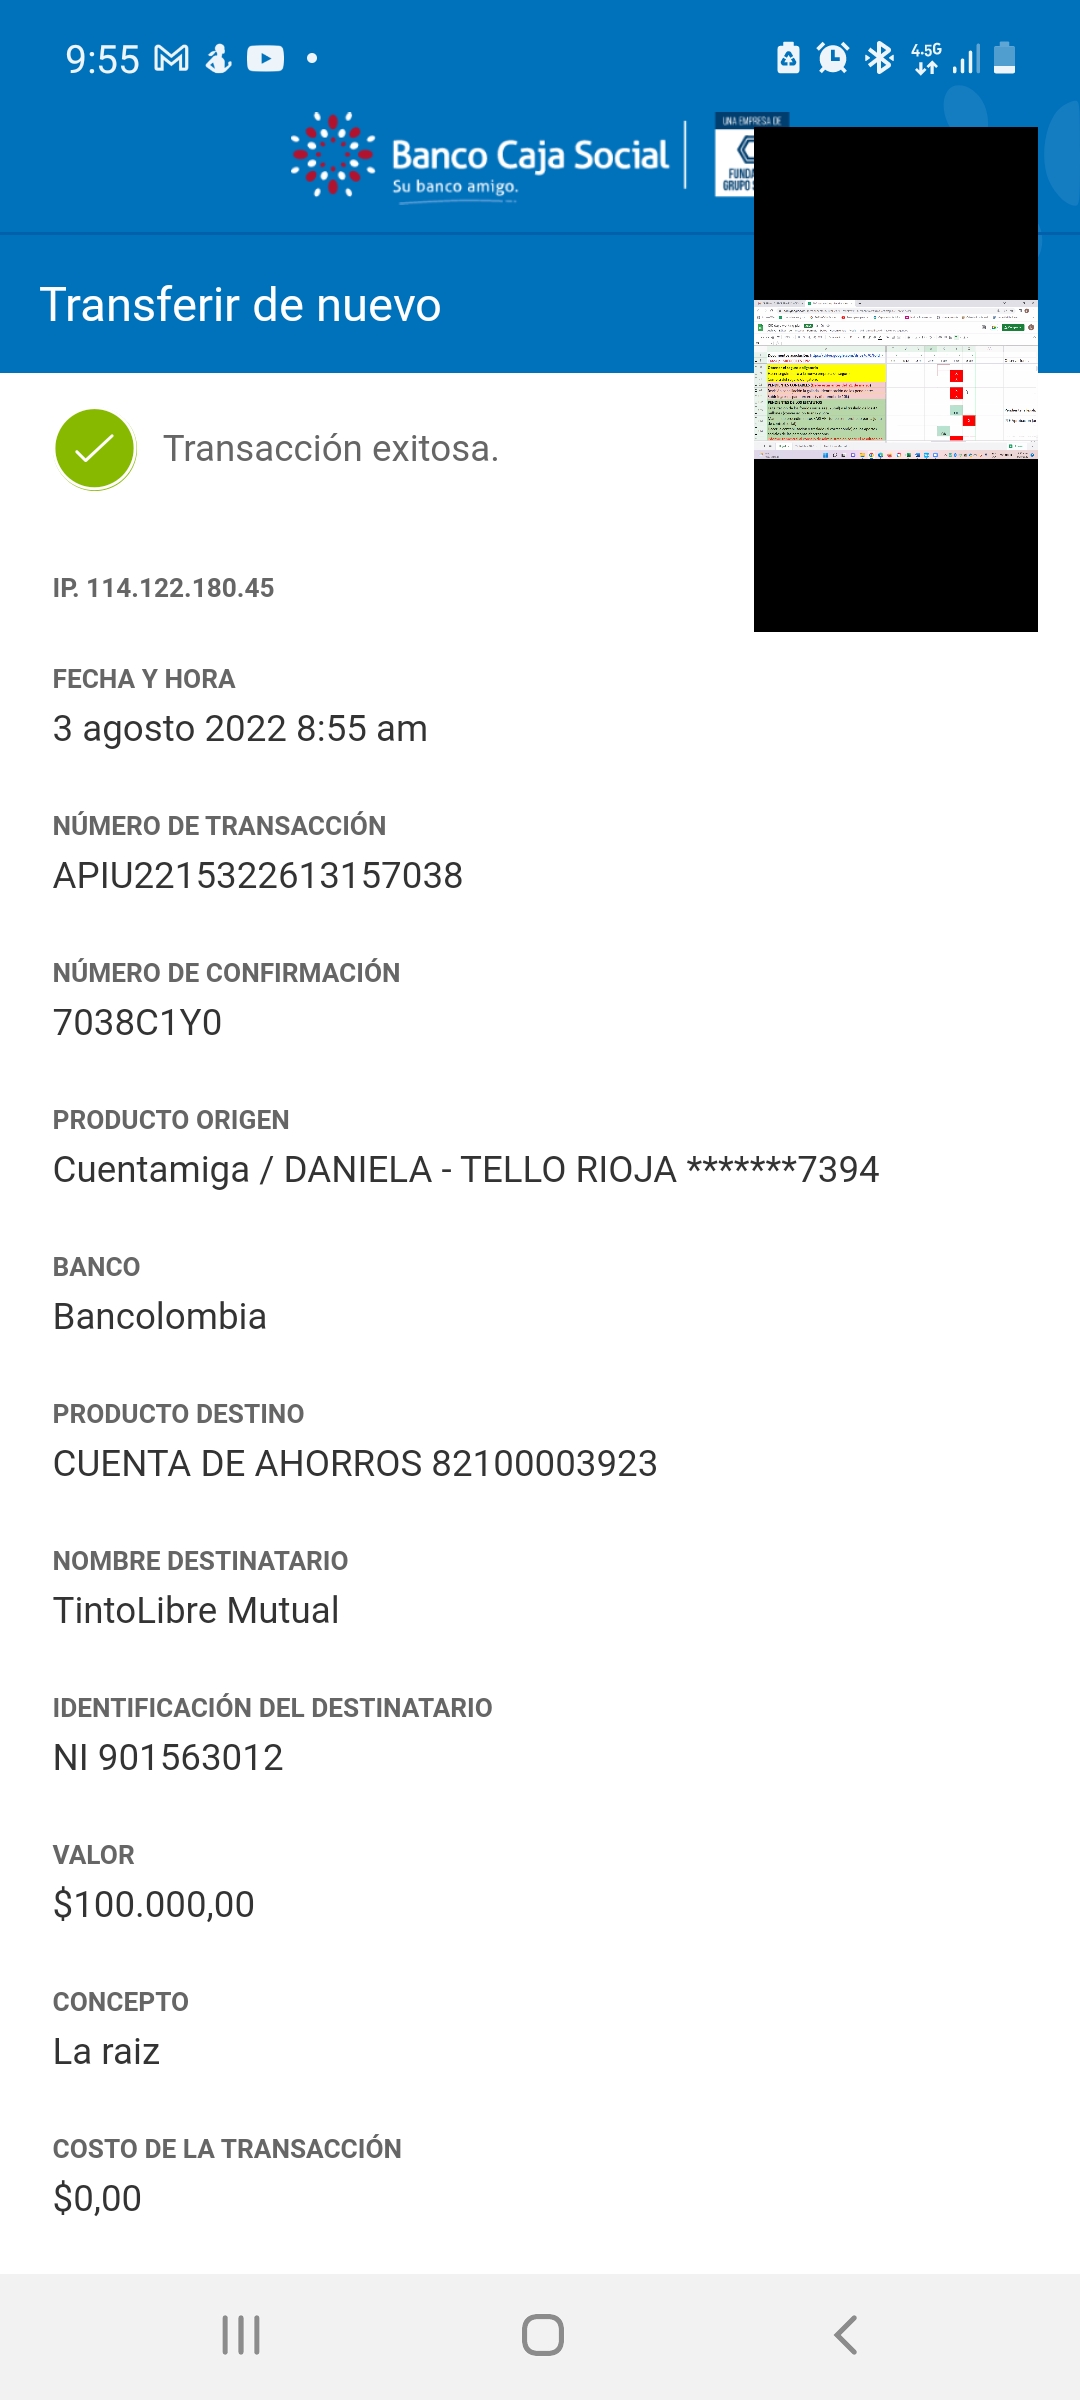 9:55
4.5G
Banco Caja Social
Su banco amigo.
UNA EMPRESA DE
Transferir de nuevo
Transacción exitosa.
IP. 114.122.180.45
FECHA Y HORA
3 agosto 2022 8:55 am
NÚMERO DE TRANSACCIÓN
APIU2215322613157038
NÚMERO DE CONFIRMACIÓN
7038C1Y0
PRODUCTO ORIGEN
Cuentamiga / DANIELA - TELLO RIOJA *******7394
BANCO
Bancolombia
PRODUCTO DESTINO
CUENTA DE AHORROS 82100003923
NOMBRE DESTINATARIO
TintoLibre Mutual
IDENTIFICACIÓN DEL DESTINATARIO
NI 901563012
VALOR
$100.000,00
CONCEPTO
La raiz
COSTO DE LA TRANSACCIÓN
$0,00